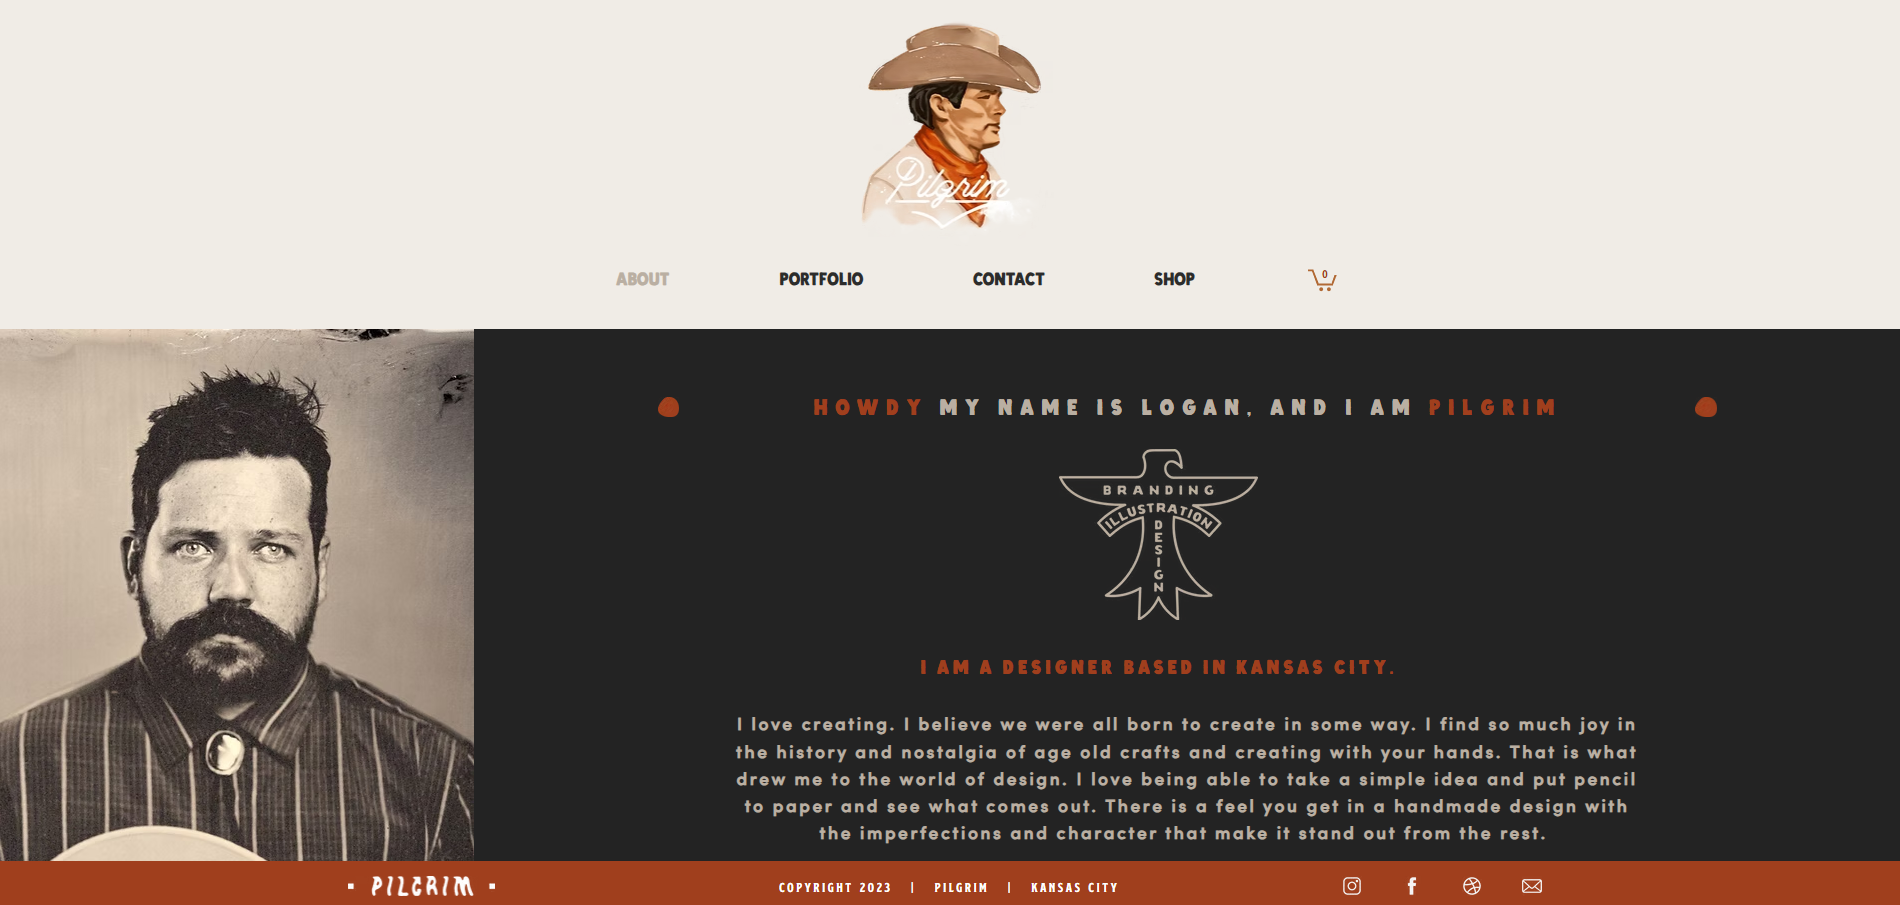 Pilgrim
ABOUT PORTFOLIO CONTACT SHOP 0
HOWDY MY NAME IS LOGAN, AND I AM PILGRIM
BRANDING
ILLUSTRATION
DESIGN
I AM A DESIGNER BASED IN KANSAS CITY.
I love creating. I believe we were all born to create in some way. I find so much joy in
the history and nostalgia of age old crafts and creating with your hands. That is what
drew me to the world of design. I love being able to take a simple idea and put pencil
to paper and see what comes out. There is a feel you get in a handmade design with
the imperfections and character that make it stand out from the rest.
PILGRIM COPYRIGHT 2023 | PILGRIM | KANSAS CITY